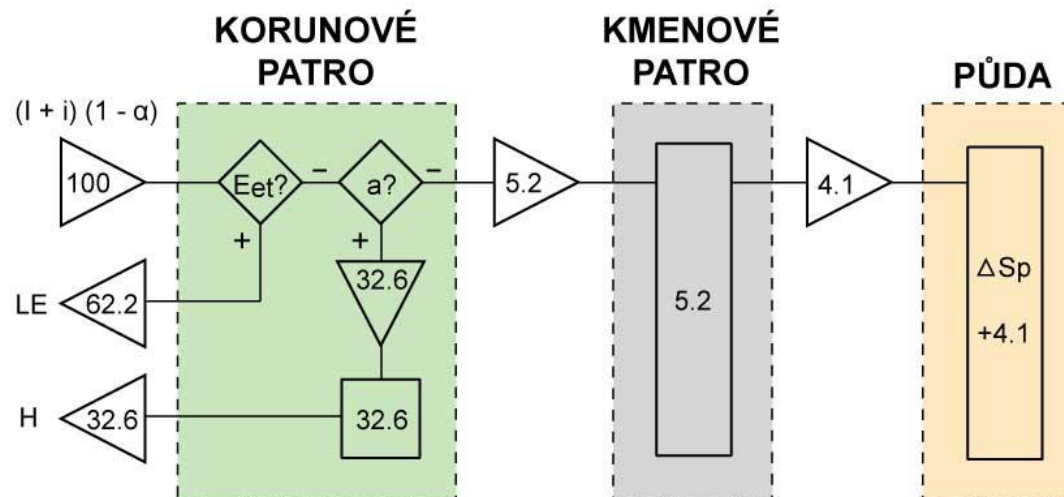 KORUNOVÉ
PATRO
KMENOVÉ
PATRO
PŮDA
(I + i) (1 - α)
100
Eet?
–
a?
–
5.2
4.1
+
+
32.6
LE
62.2
5.2
ΔSp
+4.1
H
32.6
32.6